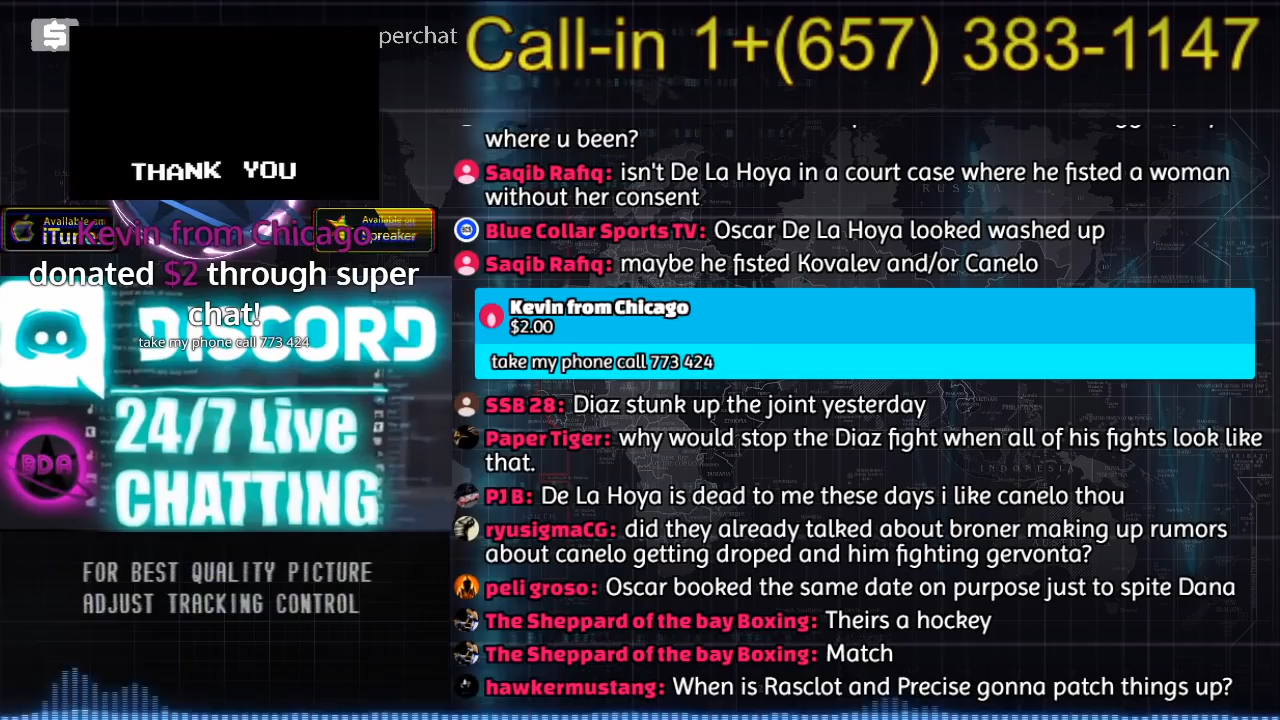 perchat
Call-in 1+(657) 383-1147
THANK YOU
where u been?
Saqib Rafiq: isn't De La Hoya in a court case where he fisted a woman
without her consent
Available on
iTun
Available on
preaker
Kevin from Chicago
donated $2 through super
chat!
take my phone call 773 424
Blue Collar Sports TV: Oscar De La Hoya looked washed up
Saqib Rafiq: maybe he fisted Kovalev and/or Canelo
Kevin from Chicago
$2.00
take my phone call 773 424
DISCORD
24/7 Live
CHATTING
BDA
SSB 28: Diaz stunk up the joint yesterday
Paper Tiger: why would stop the Diaz fight when all of his fights look like
that.
PJ B: De La Hoya is dead to me these days i like canelo thou
ryusigmaCG: did they already talked about broner making up rumors
about canelo getting droped and him fighting gervonta?
peli groso: Oscar booked the same date on purpose just to spite Dana
The Sheppard of the bay Boxing: Theirs a hockey
The Sheppard of the bay Boxing: Match
hawkermustang: When is Rasclot and Precise gonna patch things up?
FOR BEST QUALITY PICTURE
ADJUST TRACKING CONTROL
RUSSIA
INDONESIA